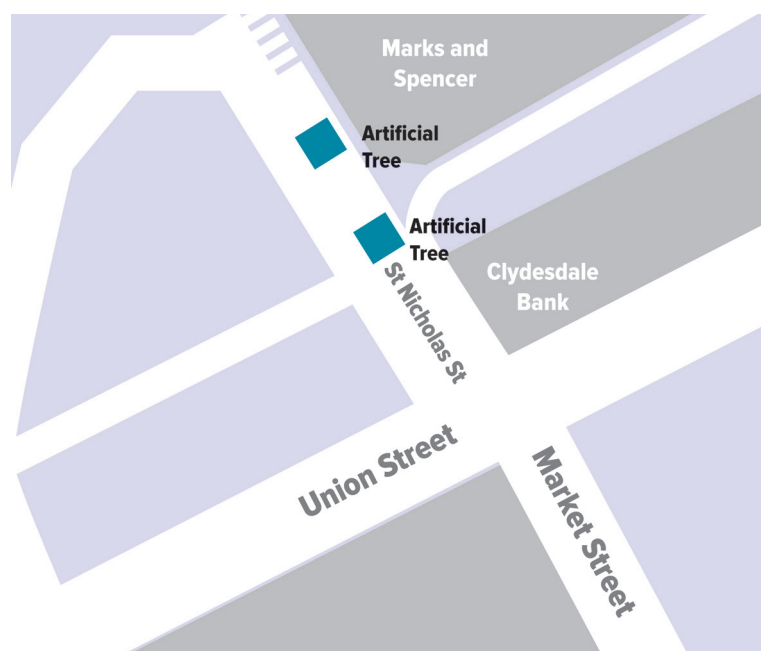 Marks and
Spencer
Artificial
Tree
Artificial
Tree
Clydesdale
Bank
St Nicholas St
Union Street
Market Street